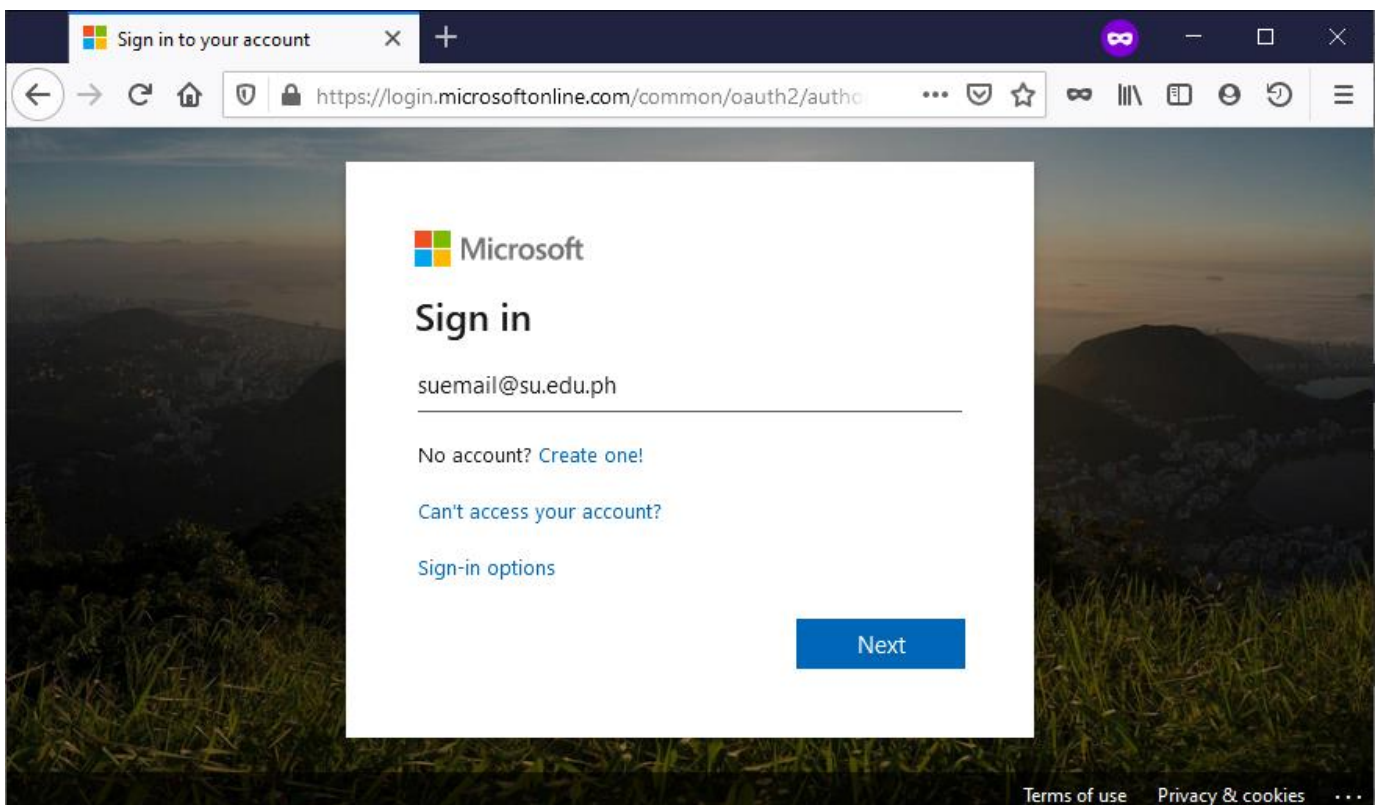 Sign in to your account
https://login.microsoftonline.com/common/oauth2/autho
Microsoft
Sign in
suemail@su.edu.ph
No account? Create one!
Can't access your account?
Sign-in options
Next
Terms of use Privacy & cookies ...